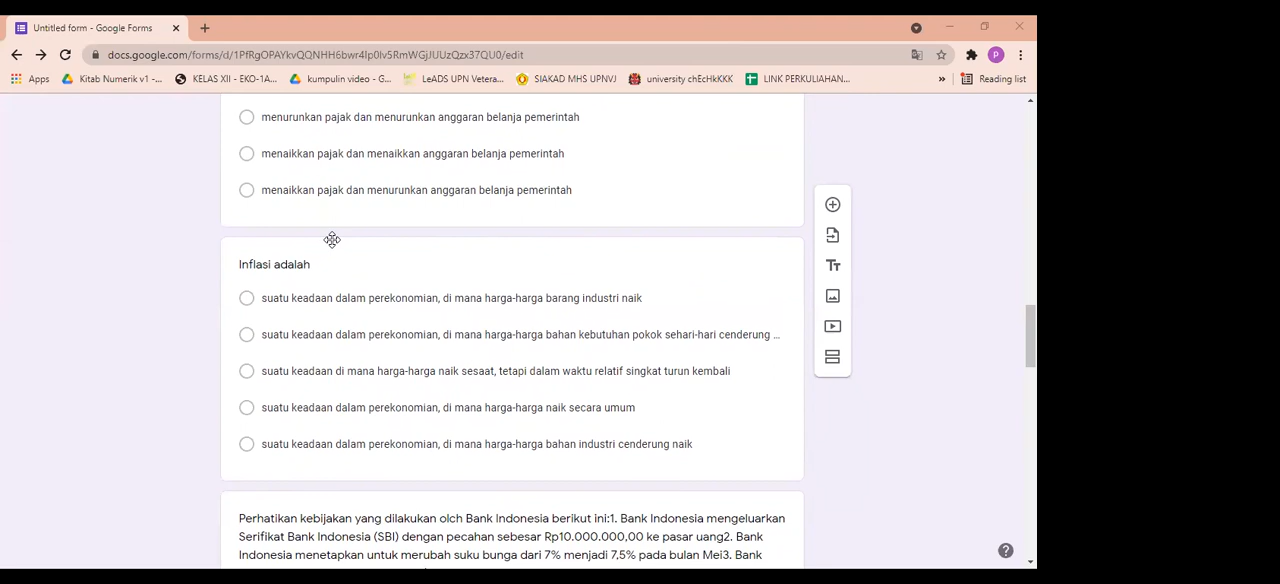 Untitled form - Google Forms
docs.google.com/forms/d/1PfRgOPAYkvQQNHH6bwr4Ip0Iv5RmWGjJUUzQzx37QU0/edit
P
Apps
Kitab Numerik v1 -...
KELAS XII - EKO-1A...
kumpulin video - G...
LeADS UPN Vetera...
SIAKAD MHS UPNVJ
university chEcHkKKK
LINK PERKULIAHAN...
»
Reading list
menurunkan pajak dan menurunkan anggaran belanja pemerintah
menaikkan pajak dan menaikkan anggaran belanja pemerintah
menaikkan pajak dan menurunkan anggaran belanja pemerintah
Inflasi adalah
suatu keadaan dalam perekonomian, di mana harga-harga barang industri naik
suatu keadaan dalam perekonomian, di mana harga-harga bahan kebutuhan pokok sehari-hari cenderung ...
suatu keadaan di mana harga-harga naik sesaat, tetapi dalam waktu relatif singkat turun kembali
suatu keadaan dalam perekonomian, di mana harga-harga naik secara umum
suatu keadaan dalam perekonomian, di mana harga-harga bahan industri cenderung naik
Perhatikan kebijakan yang dilakukan olch Bank Indonesia berikut ini:1. Bank Indonesia mengeluarkan
Serifikat Bank Indonesia (SBI) dengan pecahan sebesar Rp10.000.000,00 ke pasar uang2. Bank
Indonesia mənetapkan untuk merubah suku bunga dari 7% menjadi 7,5% pada bulan Mei3. Bank